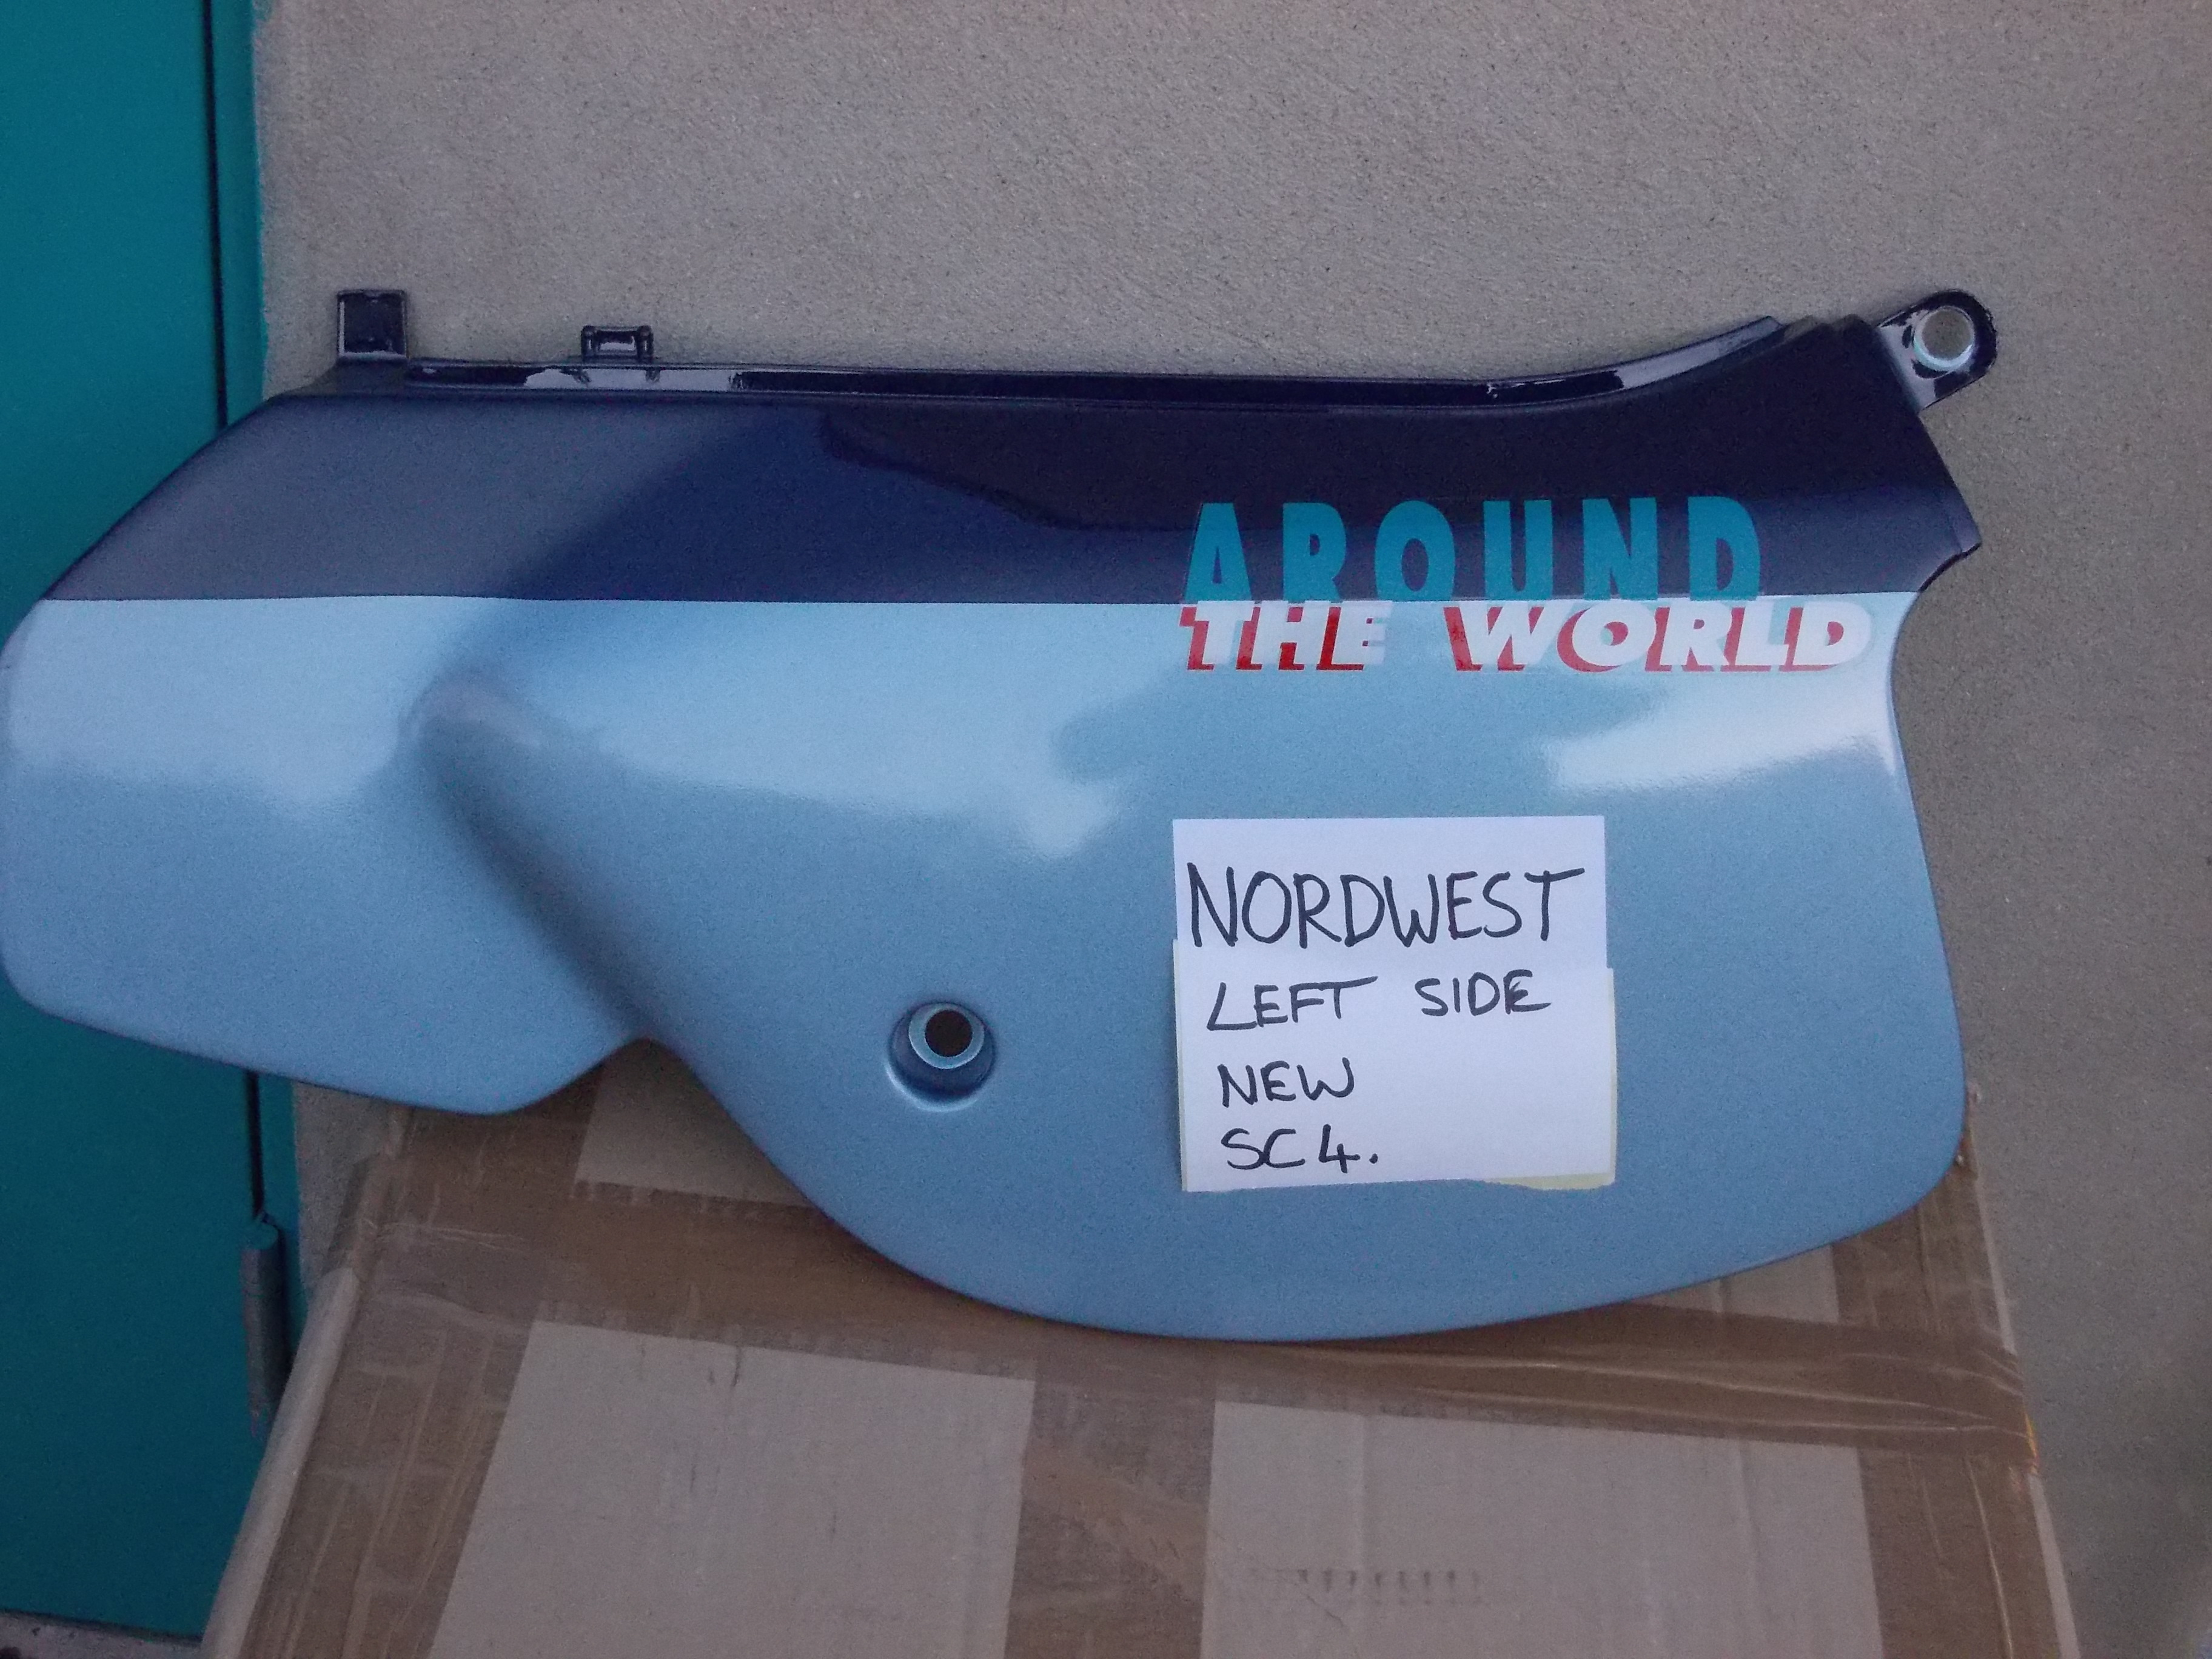 AROUND
THE WORLD
NORDWEST
LEFT SIDE
NEW
SC4.